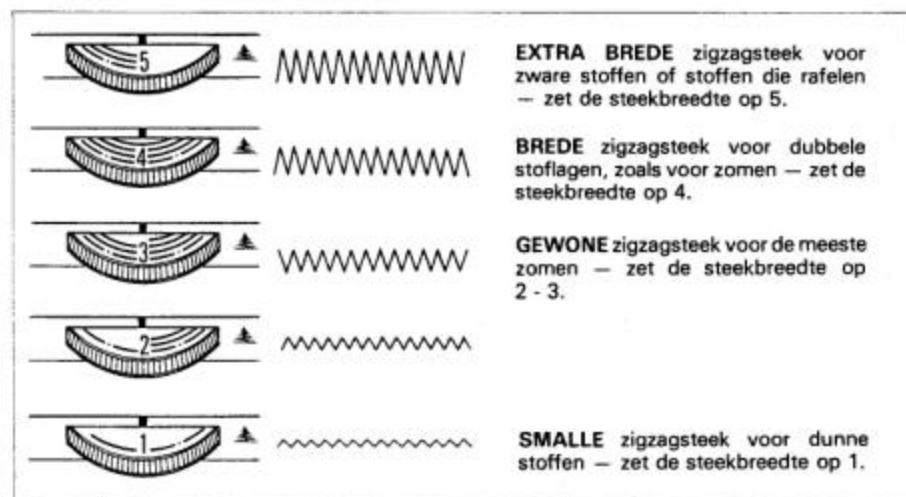 5
EXTRA BREDE zigzagsteek voor
zware stoffen of stoffen die rafelen
— zet de steekbreedte op 5.
4
BREDE zigzagsteek voor dubbele
stoflagen, zoals voor zomen — zet de
steekbreedte op 4.
3
GEWONE zigzagsteek voor de meeste
zomen — zet de steekbreedte op
2 - 3.
2
1
SMALLE zigzagsteek voor dunne
stoffen — zet de steekbreedte op 1.